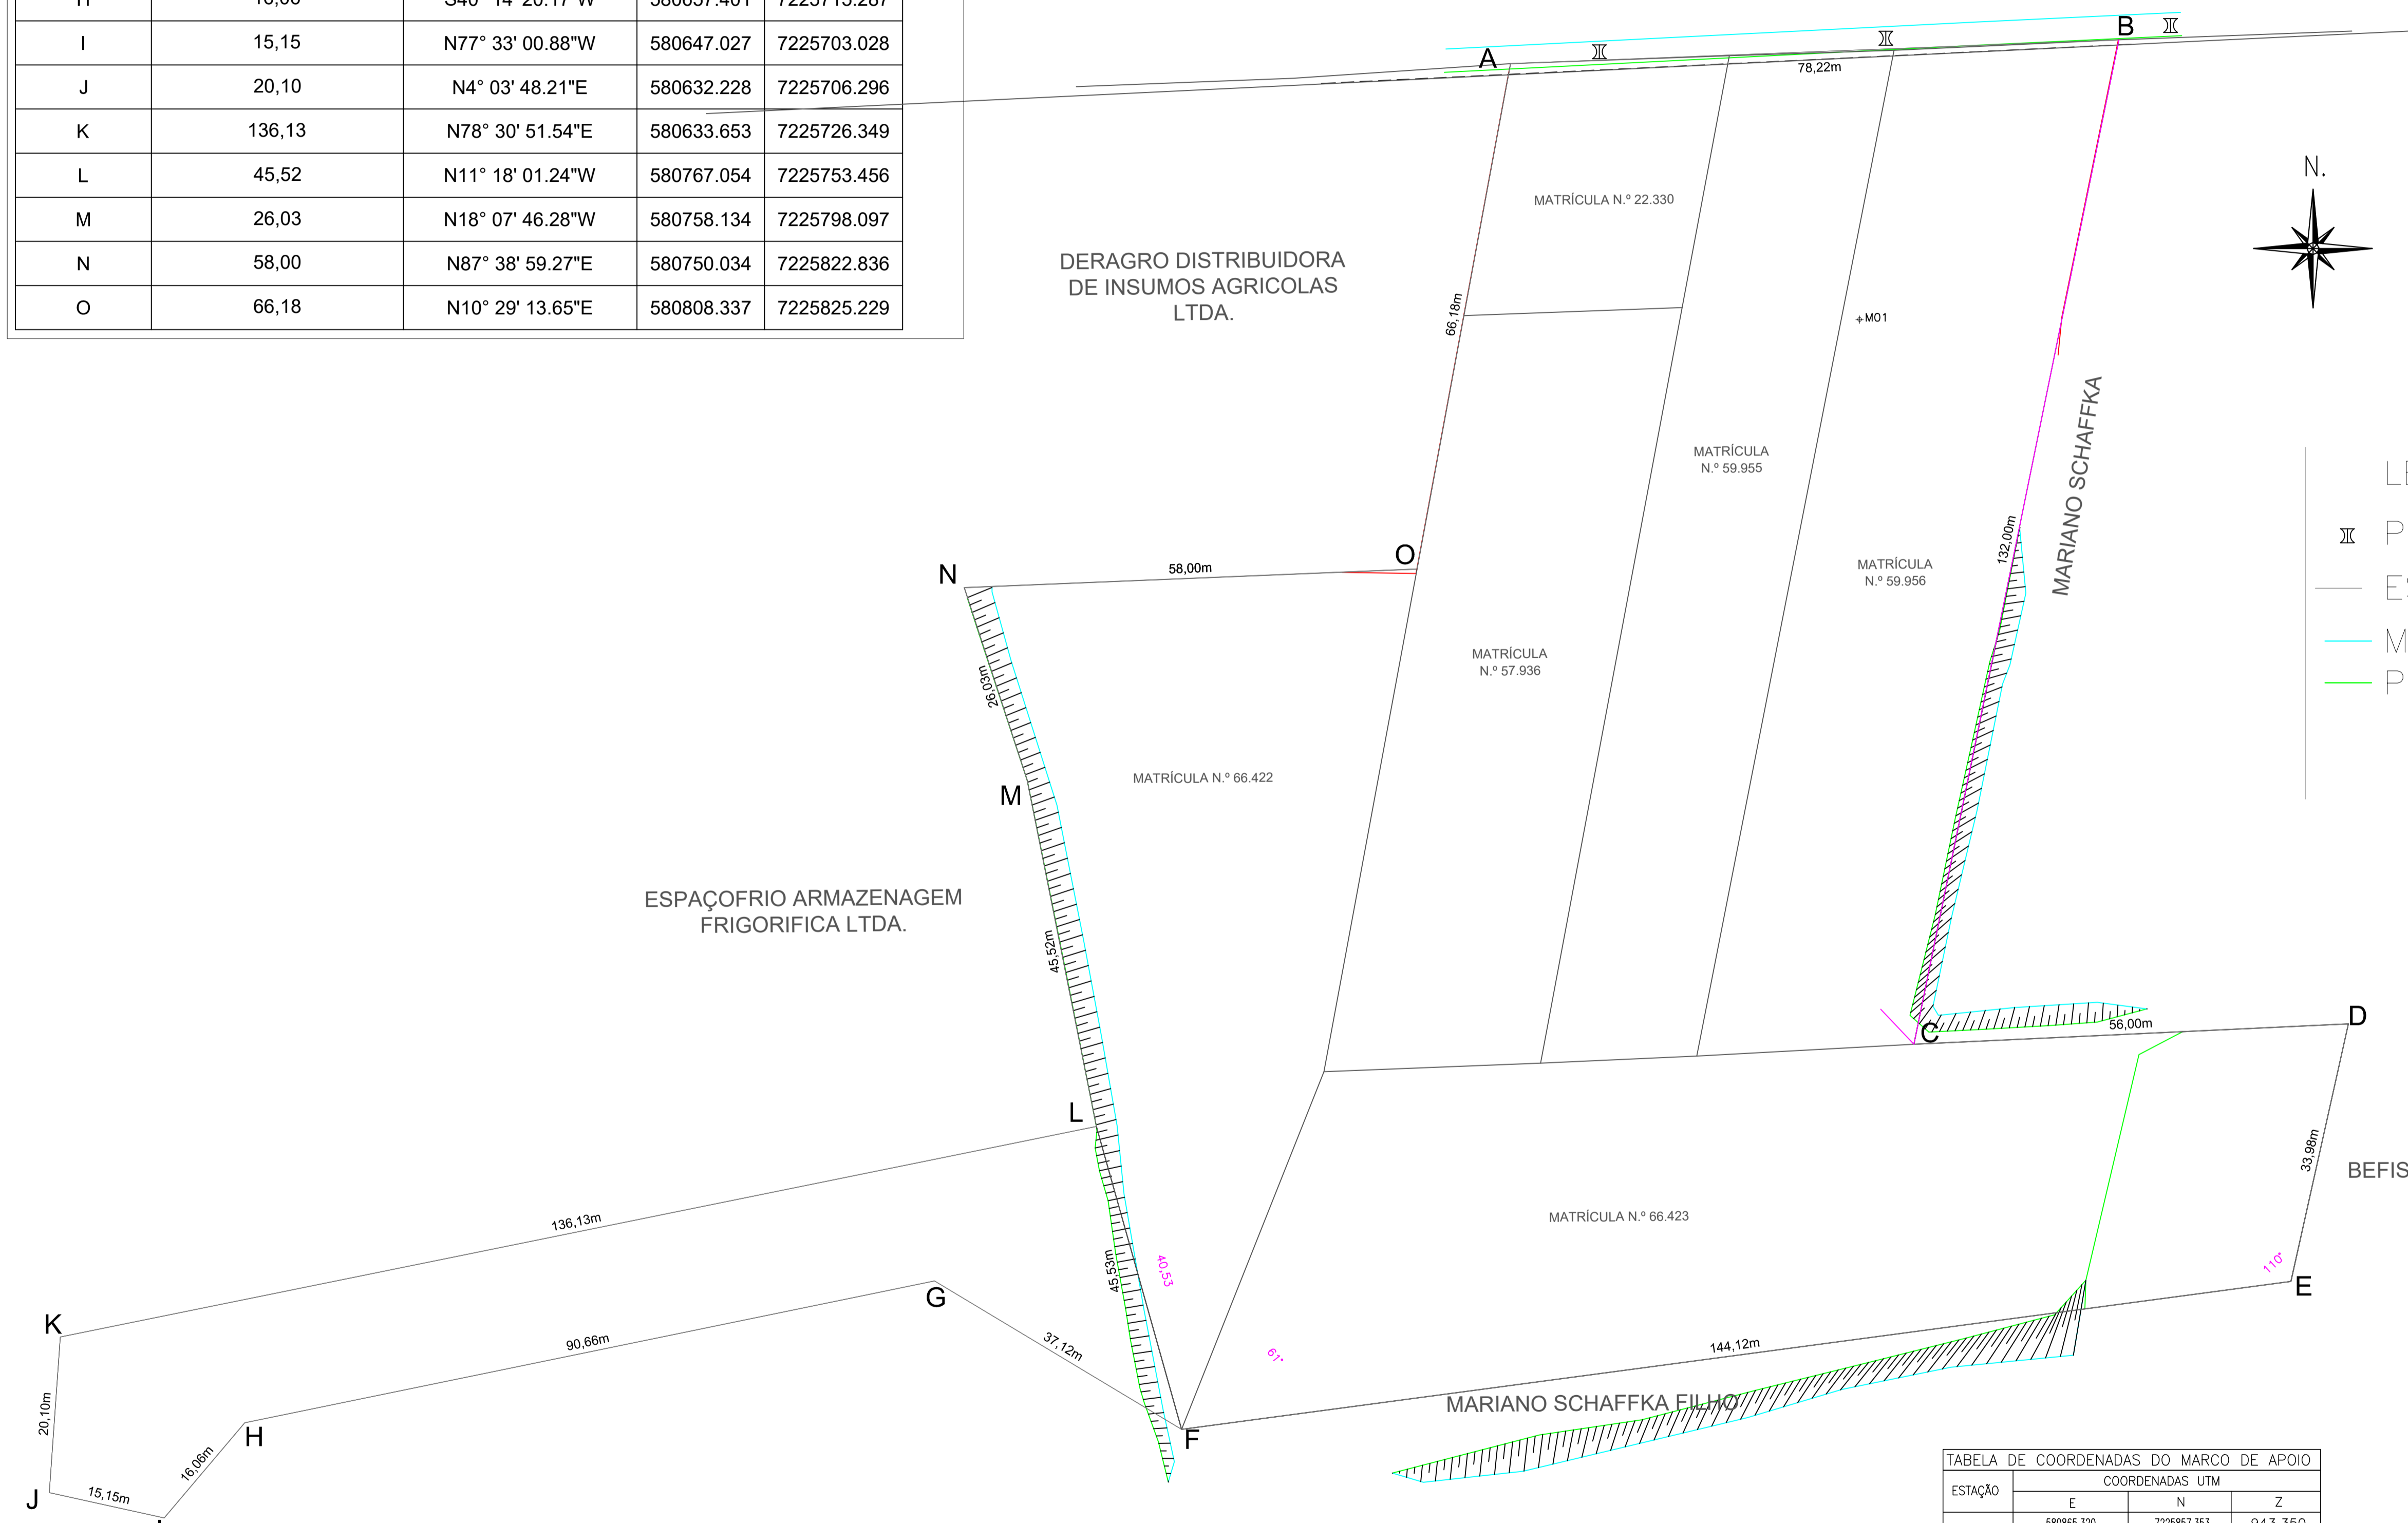 I 15,15 N77° 33' 00.88"W 580647.027 7225703.028
J 20,10 N4° 03' 48.21"E 580632.228 7225706.296
K 136,13 N78° 30' 51.54"E 580633.653 7225726.349
L 45,52 N11° 18' 01.24"W 580767.054 7225753.456
M 26,03 N18° 07' 46.28"W 580758.134 7225798.097
N 58,00 N87° 38' 59.27"E 580750.034 7225822.836
O 66,18 N10° 29' 13.65"E 580808.337 7225825.229
A
B
78,22m
N.
MATRÍCULA N.º 22.330
DERAGRO DISTRIBUIDORA
DE INSUMOS AGRICOLAS
LTDA.
66,18m
M01
MATRÍCULA
N.º 59.955
MARIANO SCHAFFKA
132,00m
MATRÍCULA
N.º 59.956
N
58,00m
O
MATRÍCULA
N.º 57.936
26,03m
M
MATRÍCULA N.º 66.422
ESPAÇOFRIO ARMAZENAGEM
FRIGORIFICA LTDA.
45,52m
C
56,00m
D
L
33,98m
BEFIS
136,13m
MATRÍCULA N.º 66.423
45,53m
40,53
110°
E
K
G
90,66m
37,12m
61°
144,12m
MARIANO SCHAFFKA FILHO
F
20,10m
H
16,06m
J
15,15m
TABELA DE COORDENADAS DO MARCO DE APOIO
ESTAÇÃO
COORDENADAS UTM
E N Z
580865.320 7225857.353 943.350